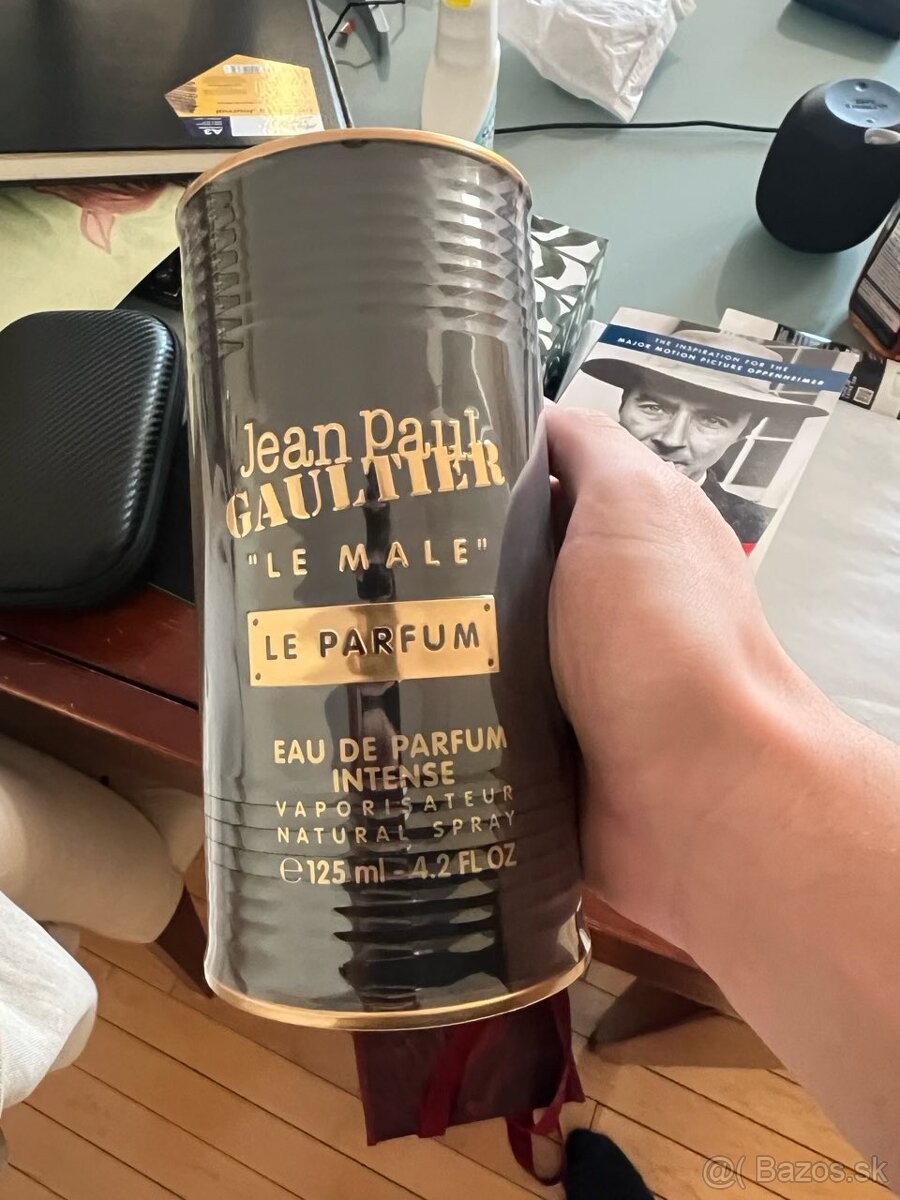 A3
THE INSPIRATION FOR THE
MAJOR MOTION PICTURE OPPENHEIMER
Jean Paul
GAULTIER
"LE MALE"
LE PARFUM
EAU DE PARFUM
INTENSE
VAPORISATEUR
NATURAL SPRAY
℮125 ml - 4.2 FL OZ
@( Bazos.sk